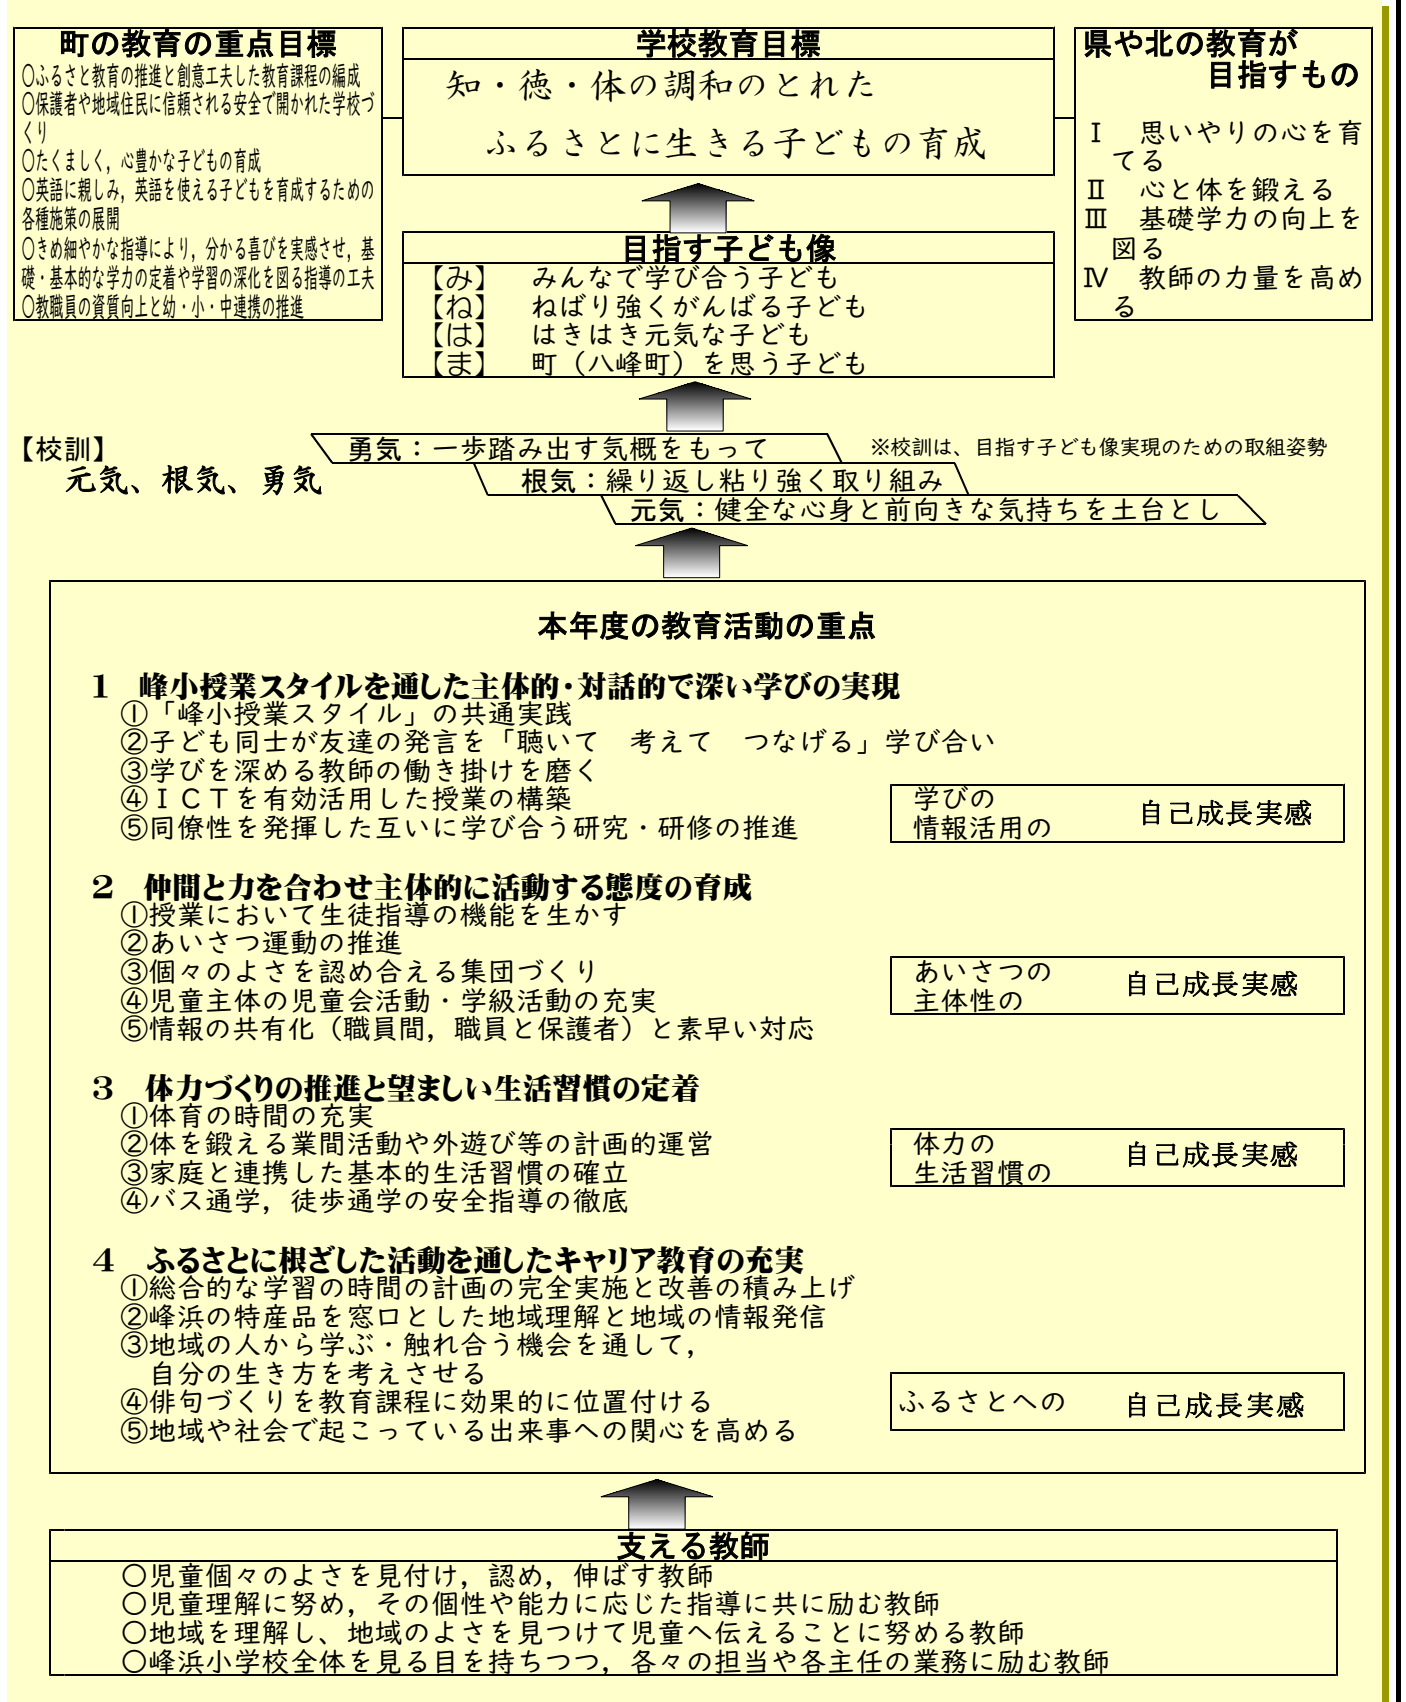 町の教育の重点目標
○ふるさと教育の推進と創意工夫した教育課程の編成
○保護者や地域住民に信頼される安全で開かれた学校づ
くり
○たくましく，心豊かな子どもの育成
○英語に親しみ，英語を使える子どもを育成するための
各種施策の展開
○きめ細やかな指導により，分かる喜びを実感させ，基
礎・基本的な学力の定着や学習の深化を図る指導の工夫
○教職員の資質向上と幼・小・中連携の推進
学校教育目標
知・徳・体の調和のとれた
ふるさとに生きる子どもの育成
県や北の教育が
目指すもの
Ⅰ　思いやりの心を育
てる
Ⅱ　心と体を鍛える
Ⅲ　基礎学力の向上を
図る
Ⅳ　教師の力量を高め
る
目指す子ども像
【み】　みんなで学び合う子ども
【ね】　ねばり強くがんばる子ども
【は】　はきはき元気な子ども
【ま】　町（八峰町）を思う子ども
【校訓】
元気、根気、勇気
勇気：一歩踏み出す気概をもって
※校訓は、目指す子ども像実現のための取組姿勢
根気：繰り返し粘り強く取り組み
元気：健全な心身と前向きな気持ちを土台とし
本年度の教育活動の重点
１　峰小授業スタイルを通した主体的・対話的で深い学びの実現
①「峰小授業スタイル」の共通実践
②子ども同士が友達の発言を「聴いて　考えて　つなげる」学び合い
③学びを深める教師の働き掛けを磨く
④ＩＣＴを有効活用した授業の構築
⑤同僚性を発揮した互いに学び合う研究・研修の推進
学びの
情報活用の
自己成長実感
２　仲間と力を合わせ主体的に活動する態度の育成
①授業において生徒指導の機能を生かす
②あいさつ運動の推進
③個々のよさを認め合える集団づくり
④児童主体の児童会活動・学級活動の充実
⑤情報の共有化（職員間，職員と保護者）と素早い対応
あいさつの
主体性の
自己成長実感
３　体力づくりの推進と望ましい生活習慣の定着
①体育の時間の充実
②体を鍛える業間活動や外遊び等の計画的運営
③家庭と連携した基本的生活習慣の確立
④バス通学，徒歩通学の安全指導の徹底
体力の
生活習慣の
自己成長実感
４　ふるさとに根ざした活動を通したキャリア教育の充実
①総合的な学習の時間の計画の完全実施と改善の積み上げ
②峰浜の特産品を窓口とした地域理解と地域の情報発信
③地域の人から学ぶ・触れ合う機会を通して，
自分の生き方を考えさせる
④俳句づくりを教育課程に効果的に位置付ける
⑤地域や社会で起こっている出来事への関心を高める
ふるさとへの
自己成長実感
支える教師
○児童個々のよさを見付け，認め，伸ばす教師
○児童理解に努め，その個性や能力に応じた指導に共に励む教師
○地域を理解し、地域のよさを見つけて児童へ伝えることに努める教師
○峰浜小学校全体を見る目を持ちつつ，各々の担当や各主任の業務に励む教師